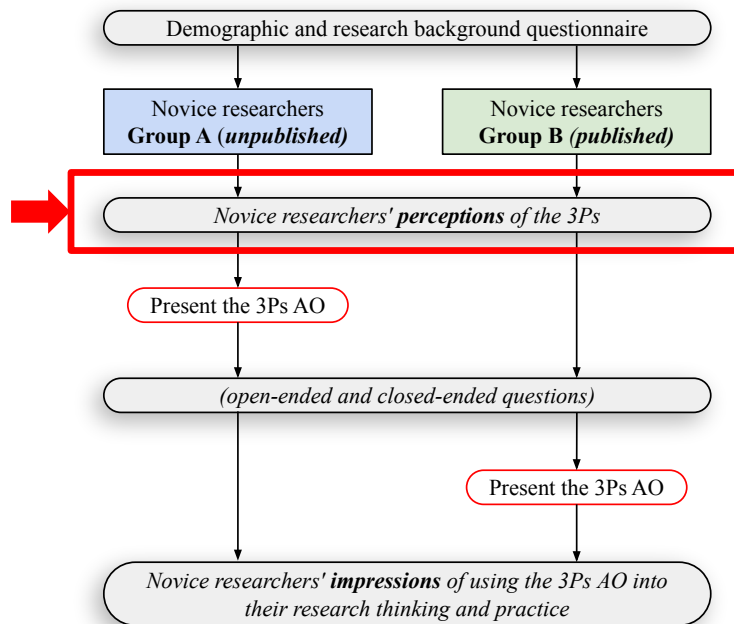 Demographic and research background questionnaire
Novice researchers
Group A (unpublished)
Novice researchers
Group B (published)
Novice researchers' perceptions of the 3Ps
Present the 3Ps AO
(open-ended and closed-ended questions)
Present the 3Ps AO
Novice researchers' impressions of using the 3Ps AO into
their research thinking and practice